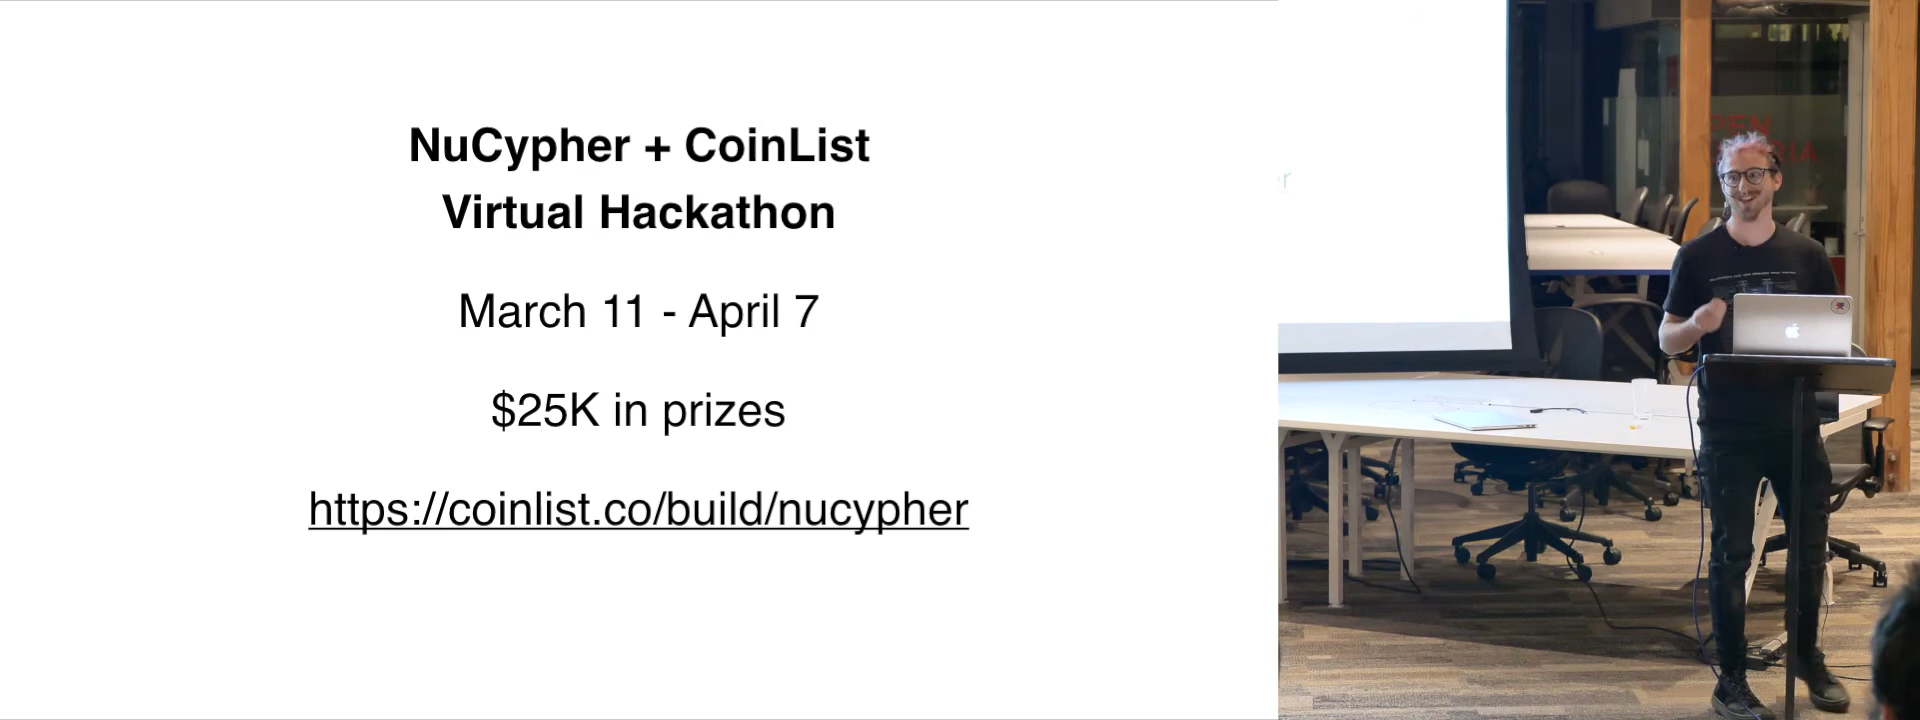 NuCypher + CoinList
Virtual Hackathon
March 11 - April 7
$25K in prizes
https://coinlist.co/build/nucypher